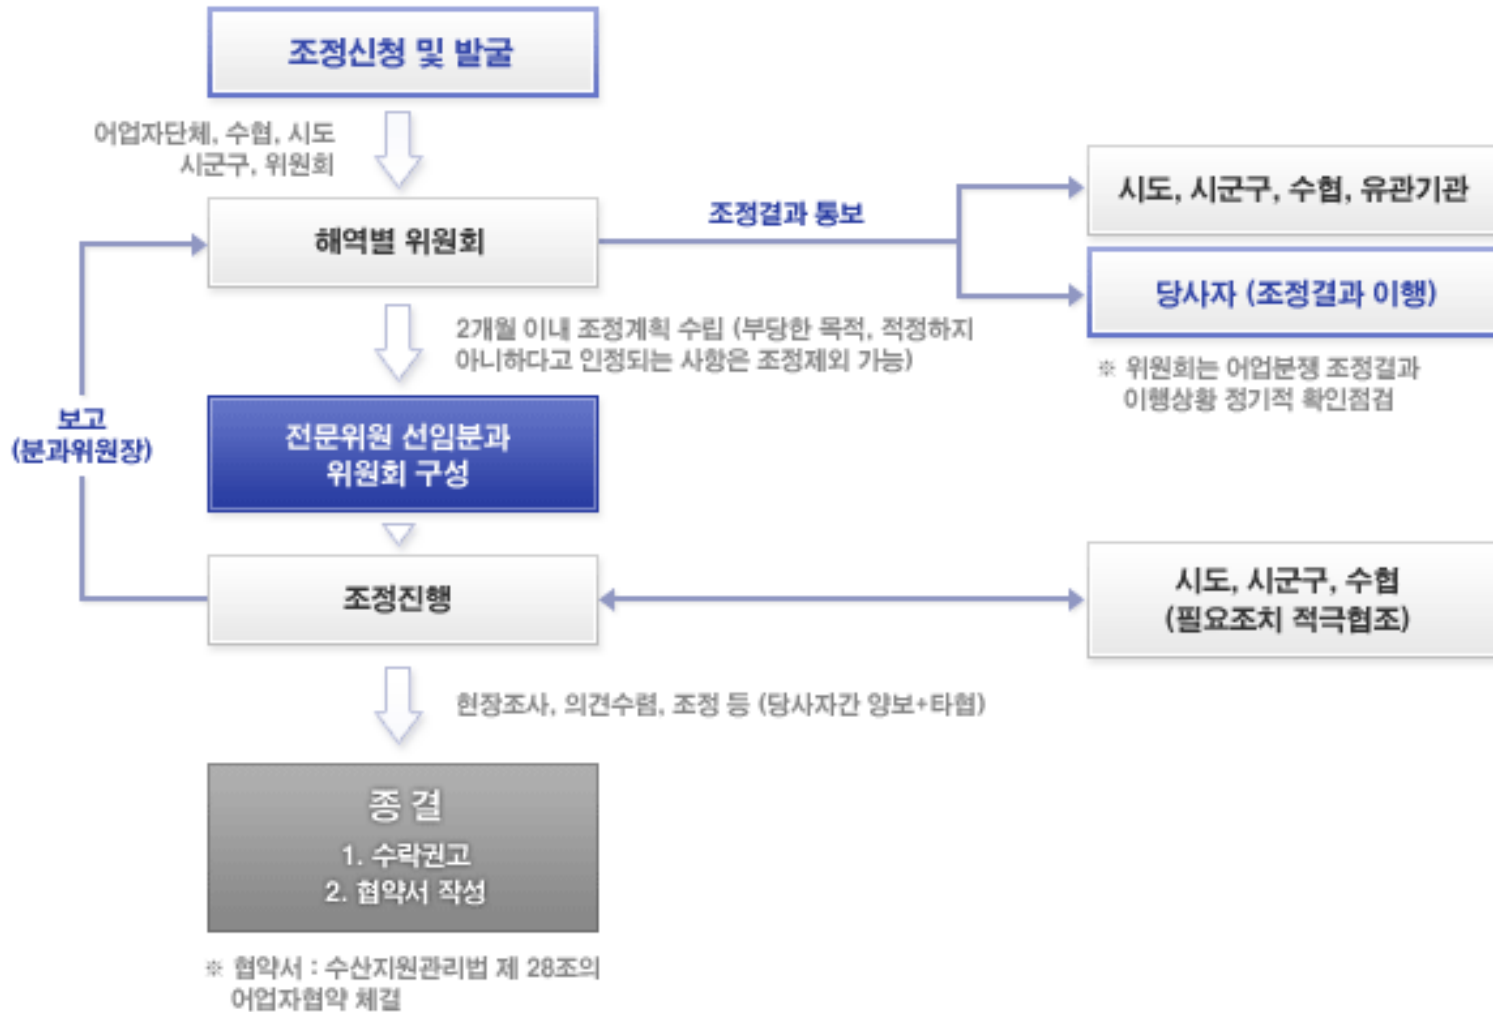 조정신청 및 발굴
어업자단체, 수협, 시도
시군구, 위원회
해역별 위원회
조정결과 통보
시도, 시군구, 수협, 유관기관
당사자 (조정결과 이행)
※ 위원회는 어업분쟁 조정결과
이행상황 정기적 확인점검
2개월 이내 조정계획 수립 (부당한 목적, 적정하지
아니하다고 인정되는 사항은 조정제외 가능)
보고
(분과위원장)
전문위원 선임분과
위원회 구성
조정진행
시도, 시군구, 수협
(필요조치 적극협조)
현장조사, 의견수렴, 조정 등 (당사자간 양보+타협)
종 결
1. 수락권고
2. 협약서 작성
※ 협약서 : 수산지원관리법 제 28조의
어업자협약 체결